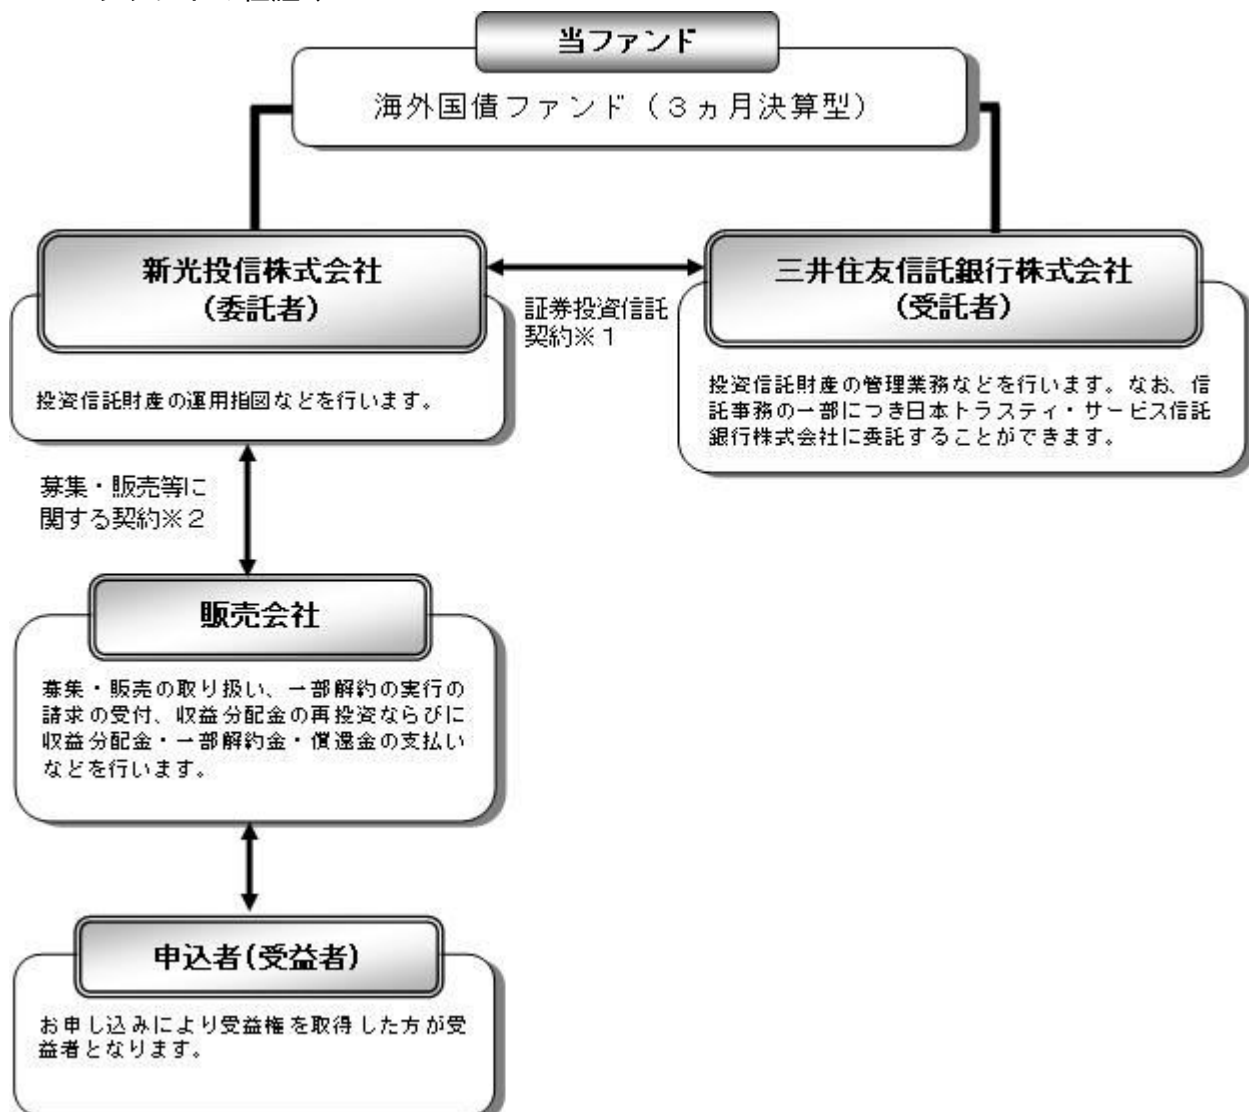 当ファンド
海外国債ファンド（３ヵ月決算型）
新光投信株式会社
(委託者)
投資信託財産の運用指図などを行います。
証券投資信託
契約※１
三井住友信託銀行株式会社
(受託者)
投資信託財産の管理業務などを行います。なお、信
託事務の一部につき日本トラスティ・サービス信託
銀行株式会社に委託することができます。
募集・販売等に
関する契約※２
販売会社
募集・販売の取り扱い、一部解約の実行の
請求の受付、収益分配金の再投資ならびに
収益分配金・一部解約金・償還金の支払い
などを行います。
申込者(受益者)
お申し込みにより受益権を取得した方が受
益者となります。